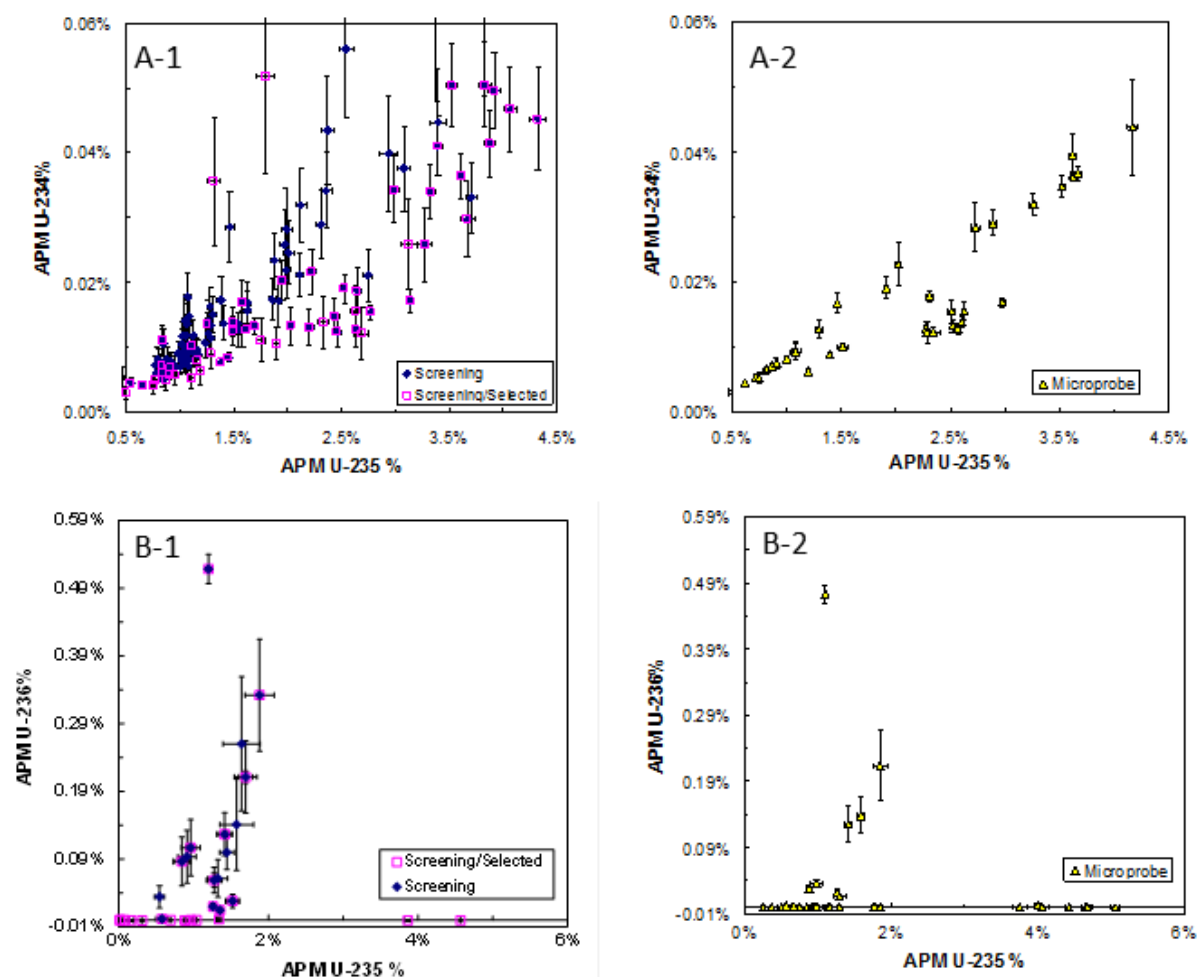 A-1
APM U-234%
0.06%
0.04%
0.02%
0.00%
Screening
Screening/Selected
0.5% 1.5% 2.5% 3.5% 4.5%
APM U-235 %
A-2
APM U-234%
0.06%
0.04%
0.02%
0.00%
Microprobe
0.5% 1.5% 2.5% 3.5% 4.5%
APM U-235 %
B-1
APM U-236%
0.59%
0.49%
0.39%
0.29%
0.19%
0.09%
-0.01%
Screening/Selected
Screening
0% 2% 4% 6%
APM U-235 %
B-2
APM U-236%
0.59%
0.49%
0.39%
0.29%
0.19%
0.09%
-0.01%
Microprobe
0% 2% 4% 6%
APM U-235 %